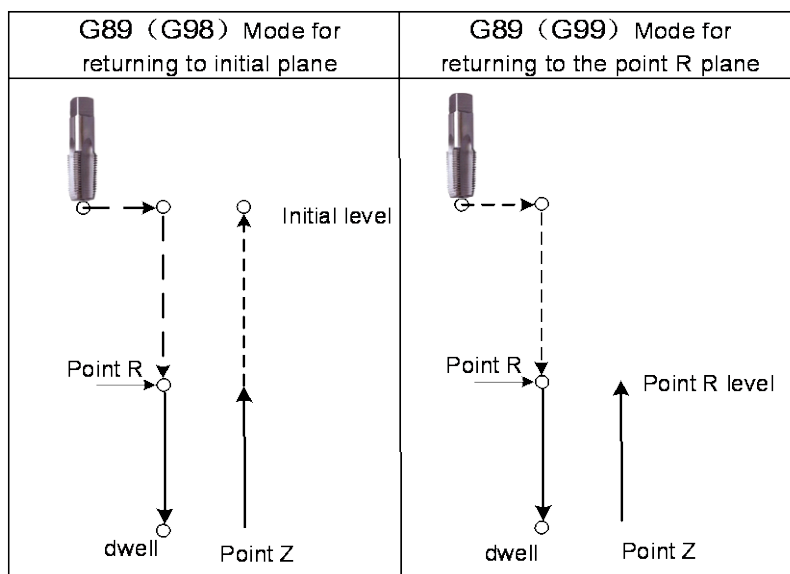 G89（G98）Mode for
returning to initial plane
G89（G99）Mode for
returning to the point R plane
Initial level
Point R
dwell
Point Z
Point R
Point R level
dwell
Point Z